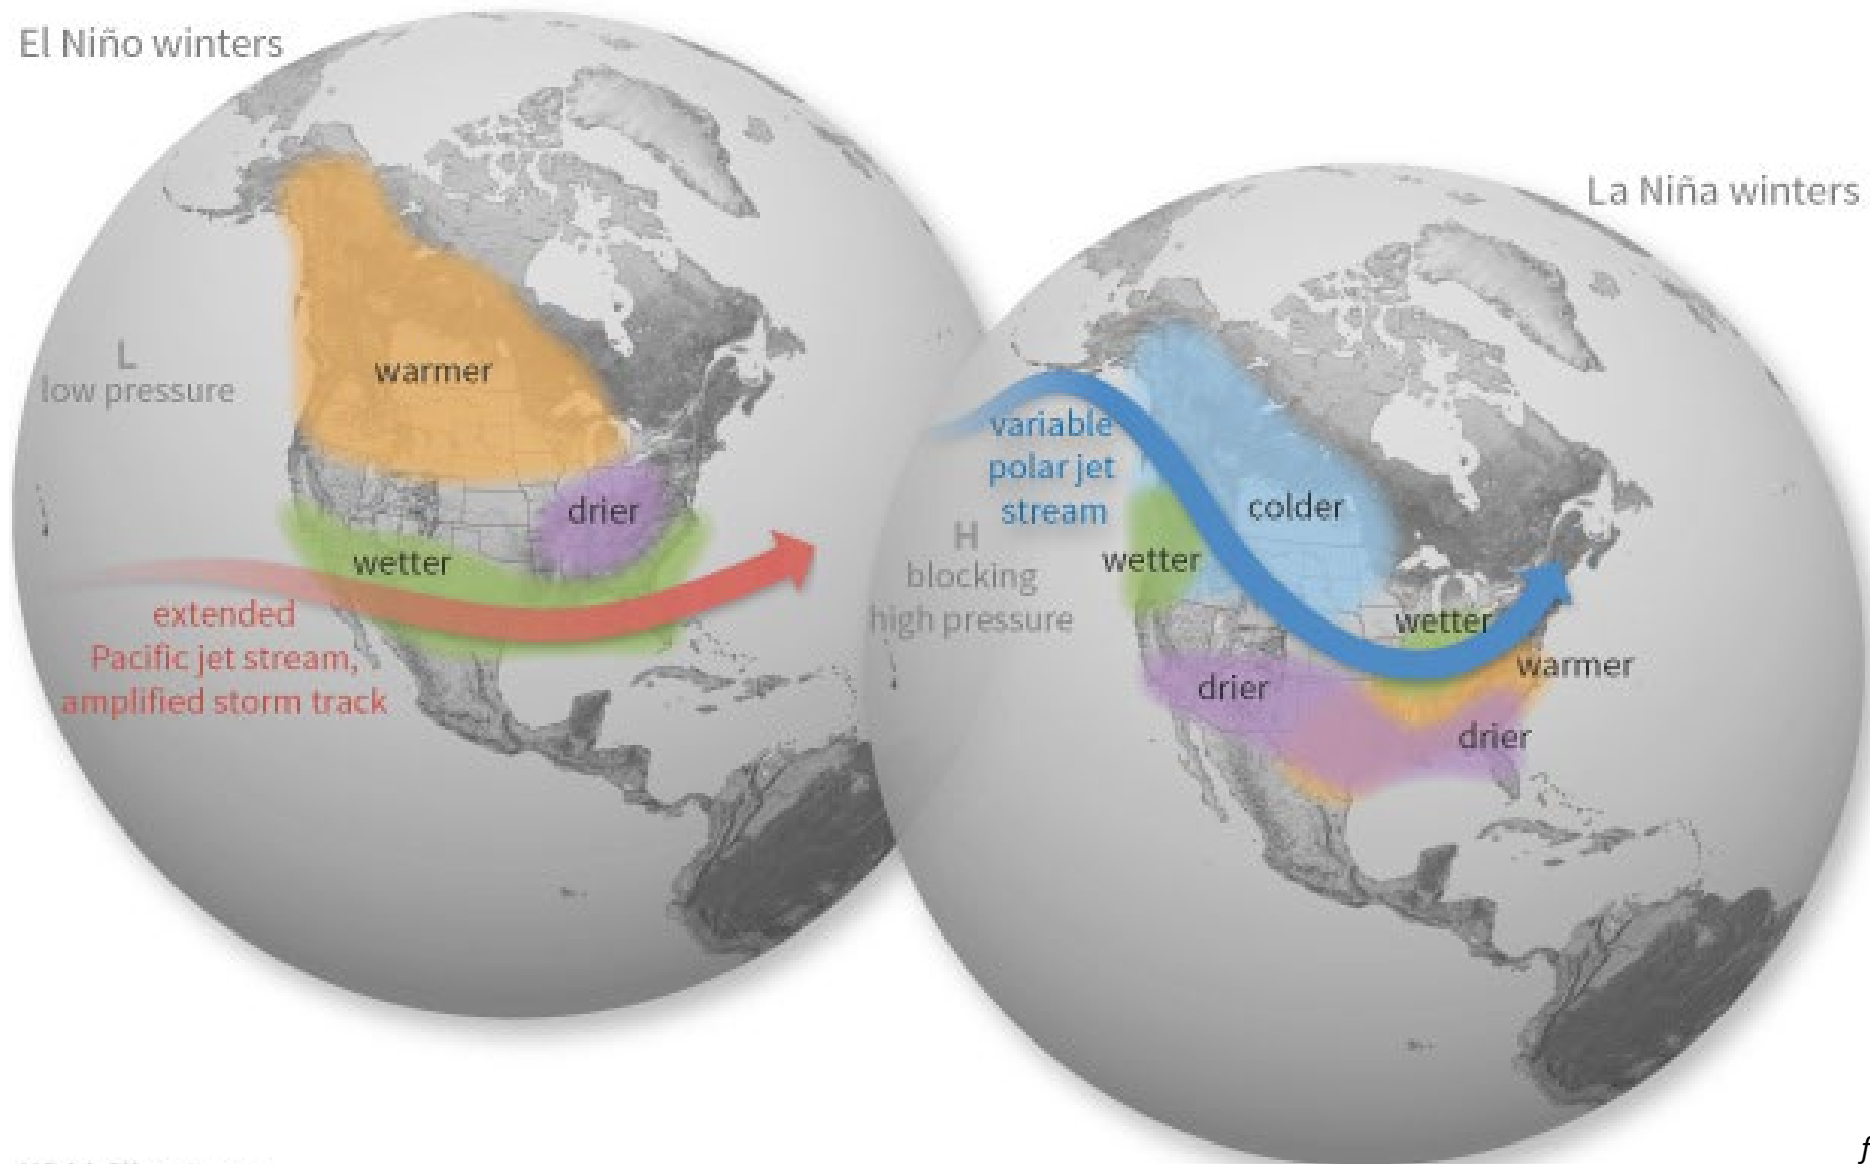 El Niño winters
L
low pressure
warmer
drier
wetter
extended
Pacific jet stream,
amplified storm track
La Niña winters
variable
polar jet
stream
colder
H
blocking
high pressure
wetter
wetter
warmer
drier
drier
f